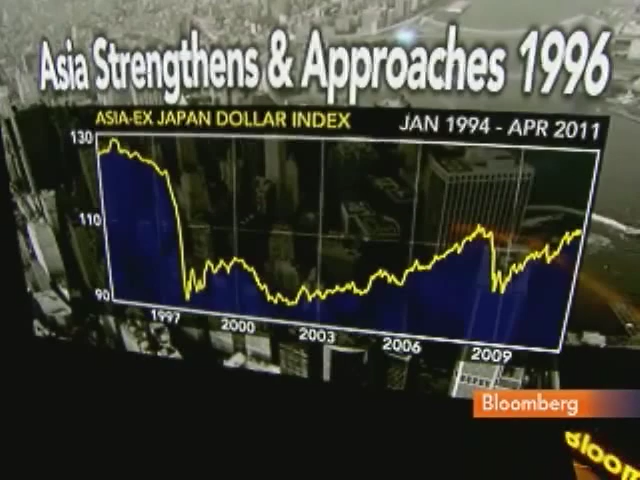 Asia Strengthens & Approaches 1996
ASIA-EX JAPAN DOLLAR INDEX JAN 1994 - APR 2011
130
110
90
1997 2000 2003 2006 2009
Bloomberg
Bloom